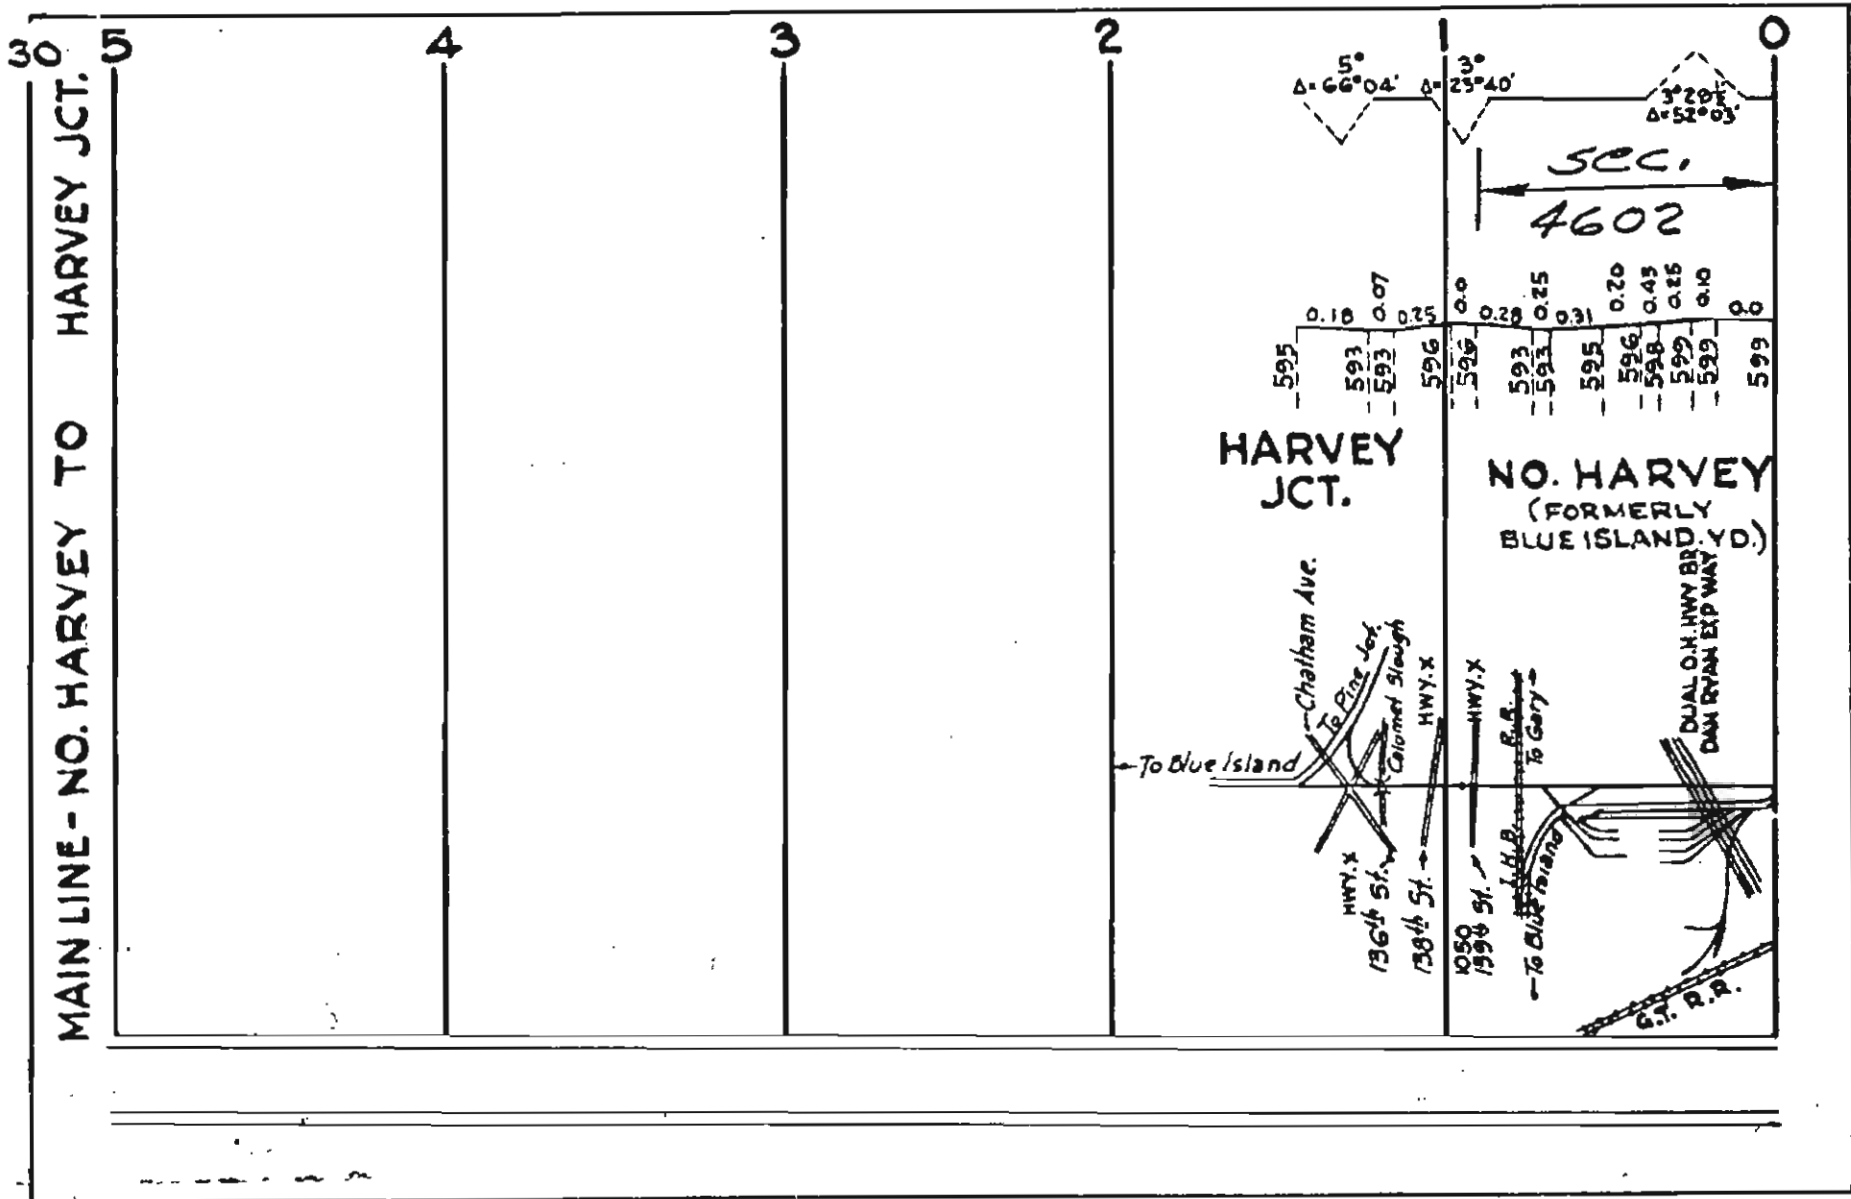 30
5 4 3 2 1 0
MAIN LINE - NO. HARVEY TO HARVEY JCT.
5°
Δ= 66°04'
3°
Δ= 25°40'
Δ=52°03'
SEC.
4602
0.18 0.07 0.25 0.0 0.28 0.25 0.31 0.20 0.43 0.25 0.10 0.0
595 593 593 596 596 593 593 595 596 598 599 599 599
HARVEY
JCT.
NO. HARVEY
(FORMERLY
BLUE ISLAND. YD.)
Chatham Ave.
To Pine Jct.
Calumet Slough
HWY.X
HWY.X
I.H.B. R.R.
To Gary
DUAL O.H. HWY BR
DAN RYAN EXP WAY
To Blue Island
HWY.X
136th St.
138th St.
1050
139th St.
To Blue Island
G.T. R.R.